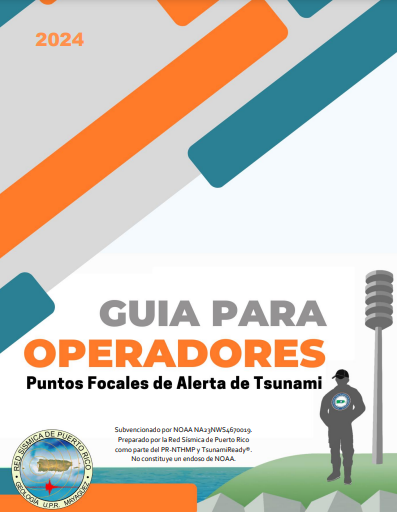 2024
GUIA PARA
OPERADORES
Puntos Focales de Alerta de Tsunami
Subvencionado por NOAA NA23NWS4670019.
Preparado por la Red Sísmica de Puerto Rico
como parte del PR-NTHMP y TsunamiReady®.
No constituye un endoso de NOAA.
RED SÍSMICA DE PUERTO RICO
GEOLOGÍA U.P.R. MAYAGÜEZ